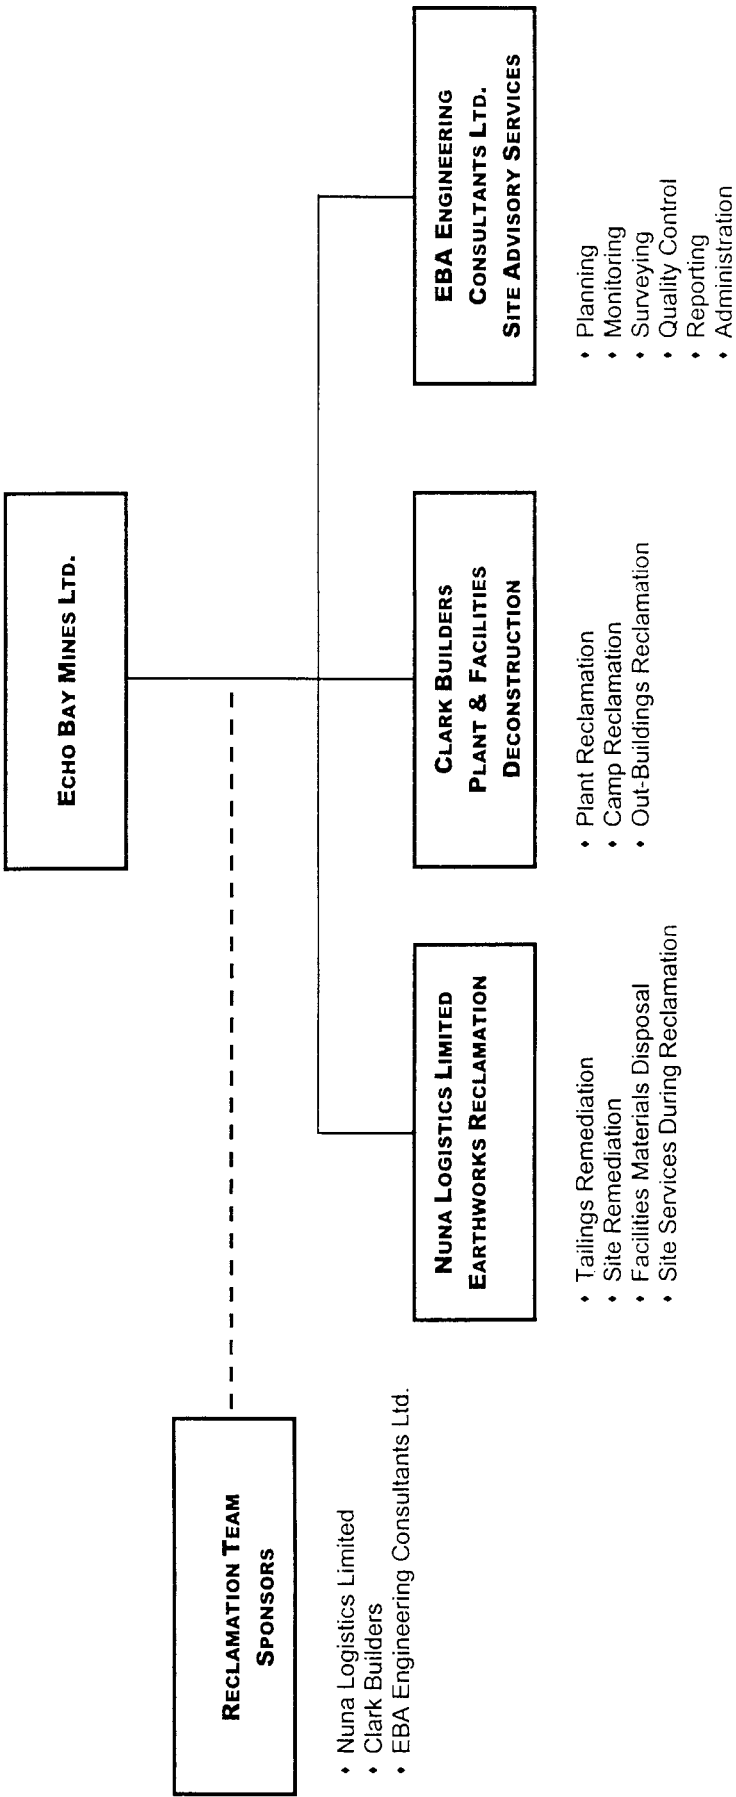 ECHO BAY MINES LTD.
RECLAMATION TEAM
SPONSORS
• Nuna Logistics Limited
• Clark Builders
• EBA Engineering Consultants Ltd.
NUNA LOGISTICS LIMITED
EARTHWORKS RECLAMATION
• Tailings Remediation
• Site Remediation
• Facilities Materials Disposal
• Site Services During Reclamation
CLARK BUILDERS
PLANT & FACILITIES
DECONSTRUCTION
• Plant Reclamation
• Camp Reclamation
• Out-Buildings Reclamation
EBA ENGINEERING
CONSULTANTS LTD.
SITE ADVISORY SERVICES
• Planning
• Monitoring
• Surveying
• Quality Control
• Reporting
• Administration